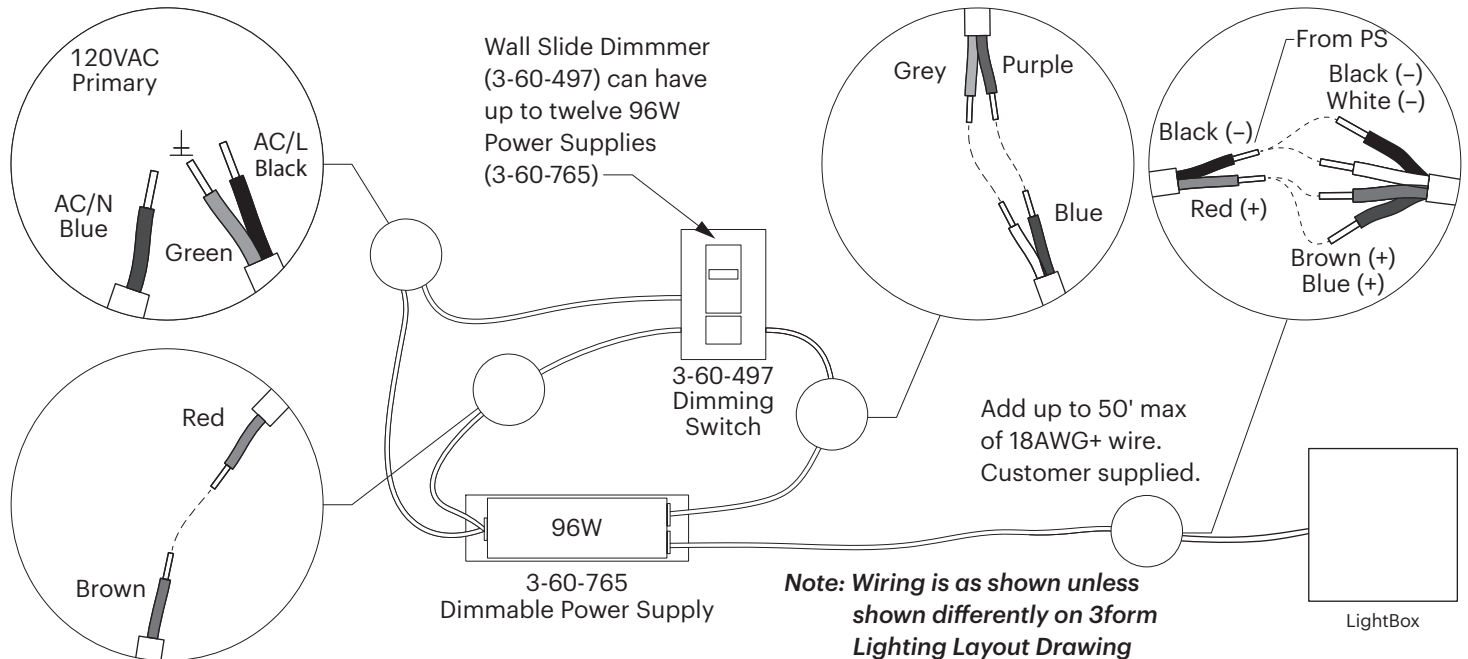 120VAC
Primary
AC/L
Black
AC/N
Blue
Green
Wall Slide Dimmmer
(3-60-497) can have
up to twelve 96W
Power Supplies
(3-60-765)
Grey
Purple
Blue
From PS
Black (–)
White (–)
Black (–)
Red (+)
Brown (+)
Blue (+)
3-60-497
Dimming
Switch
Red
Brown
96W
3-60-765
Dimmable Power Supply
Add up to 50' max
of 18AWG+ wire.
Customer supplied.
Note: Wiring is as shown unless
shown differently on 3form
Lighting Layout Drawing
LightBox